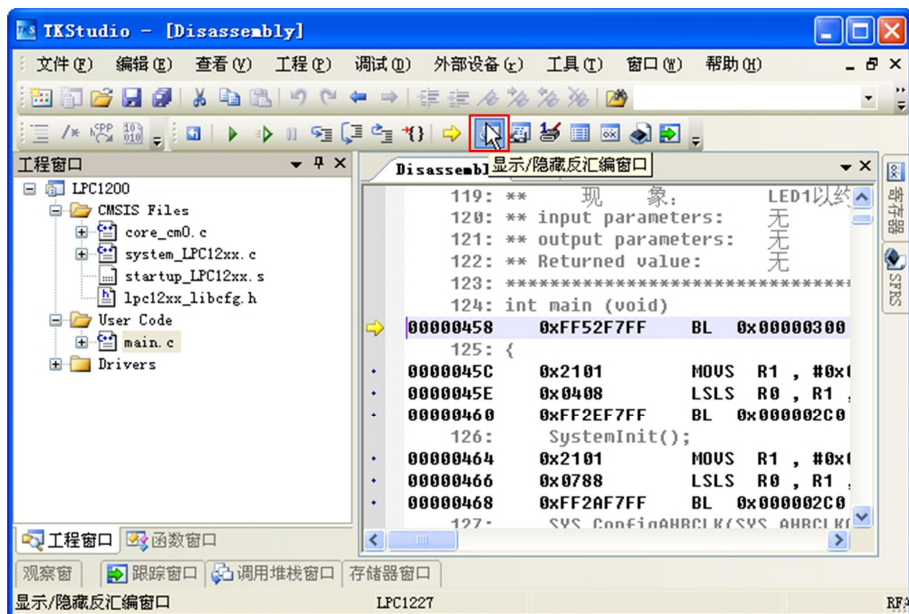 TKStudio - [Disassembly]
文件(F) 编辑(E) 查看(V) 工程(P) 调试(D) 外部设备(t) 工具(T) 窗口(W) 帮助(H)
工程窗口
Disassembl
显示/隐藏反汇编窗口
LPC1200
CMSIS Files
core_cm0.c
system_LPC12xx.c
startup_LPC12xx.s
lpc12xx_libcfg.h
User Code
main.c
Drivers
119: ** 现 象: LED1以约
120: ** input parameters: 无
121: ** output parameters: 无
122: ** Returned value: 无
123: *********************************
124: int main (void)
00000458 0xFF52F7FF BL 0x00000300
125: {
0000045C 0x2101 MOVS R1 , #0x
0000045E 0x0408 LSLS R0 , R1 ,
00000460 0xFF2EF7FF BL 0x000002C0
126: SystemInit();
00000464 0x2101 MOVS R1 , #0x
00000466 0x0788 LSLS R0 , R1 ,
00000468 0xFF2AF7FF BL 0x000002C0
127: SYS_ConfigAHBCLK(SYS_AHBCLK
寄存器
SFRS
工程窗口 函数窗口
观察窗 跟踪窗口 调用堆栈窗口 存储器窗口
显示/隐藏反汇编窗口 LPC1227